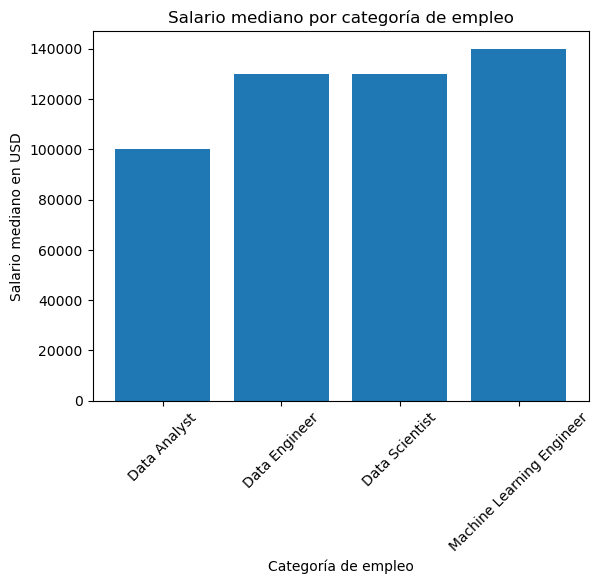 Salario mediano por categoría de empleo
Salario mediano en USD
140000
120000
100000
80000
60000
40000
20000
0
Data Analyst
Data Engineer
Data Scientist
Machine Learning Engineer
Categoría de empleo